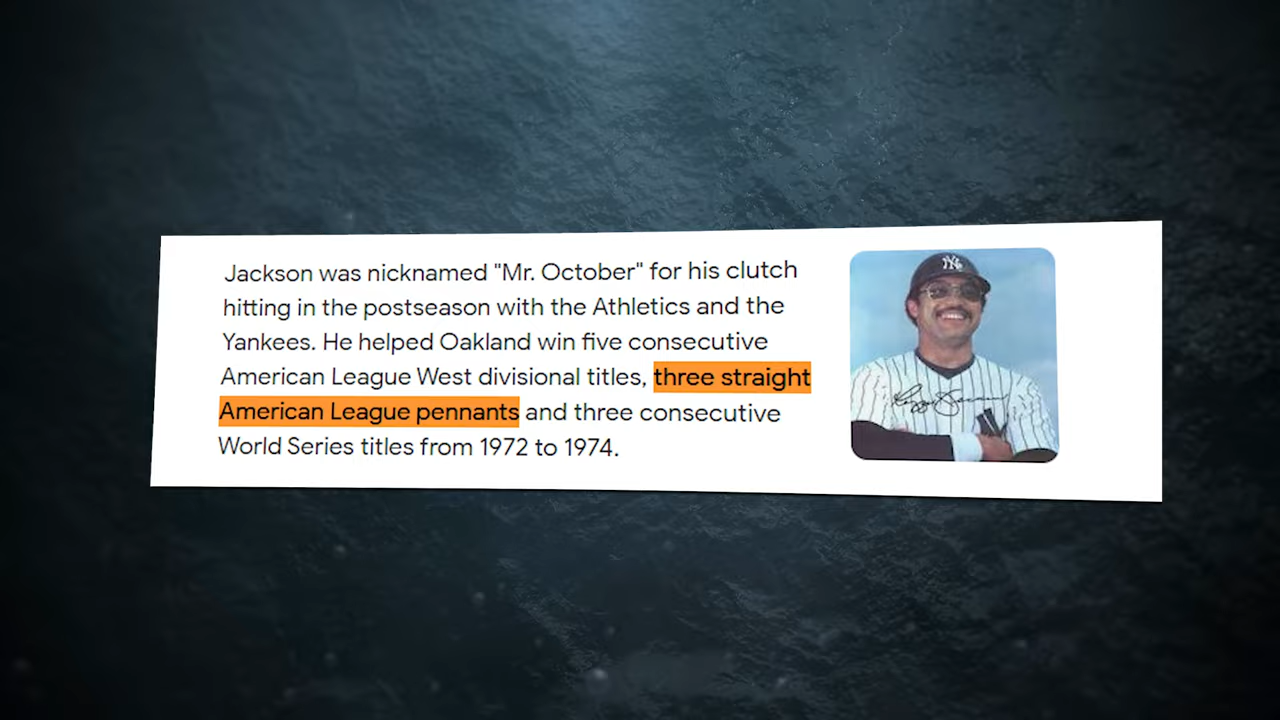 Jackson was nicknamed "Mr. October" for his clutch
hitting in the postseason with the Athletics and the
Yankees. He helped Oakland win five consecutive
American League West divisional titles, three straight
American League pennants and three consecutive
World Series titles from 1972 to 1974.
NY